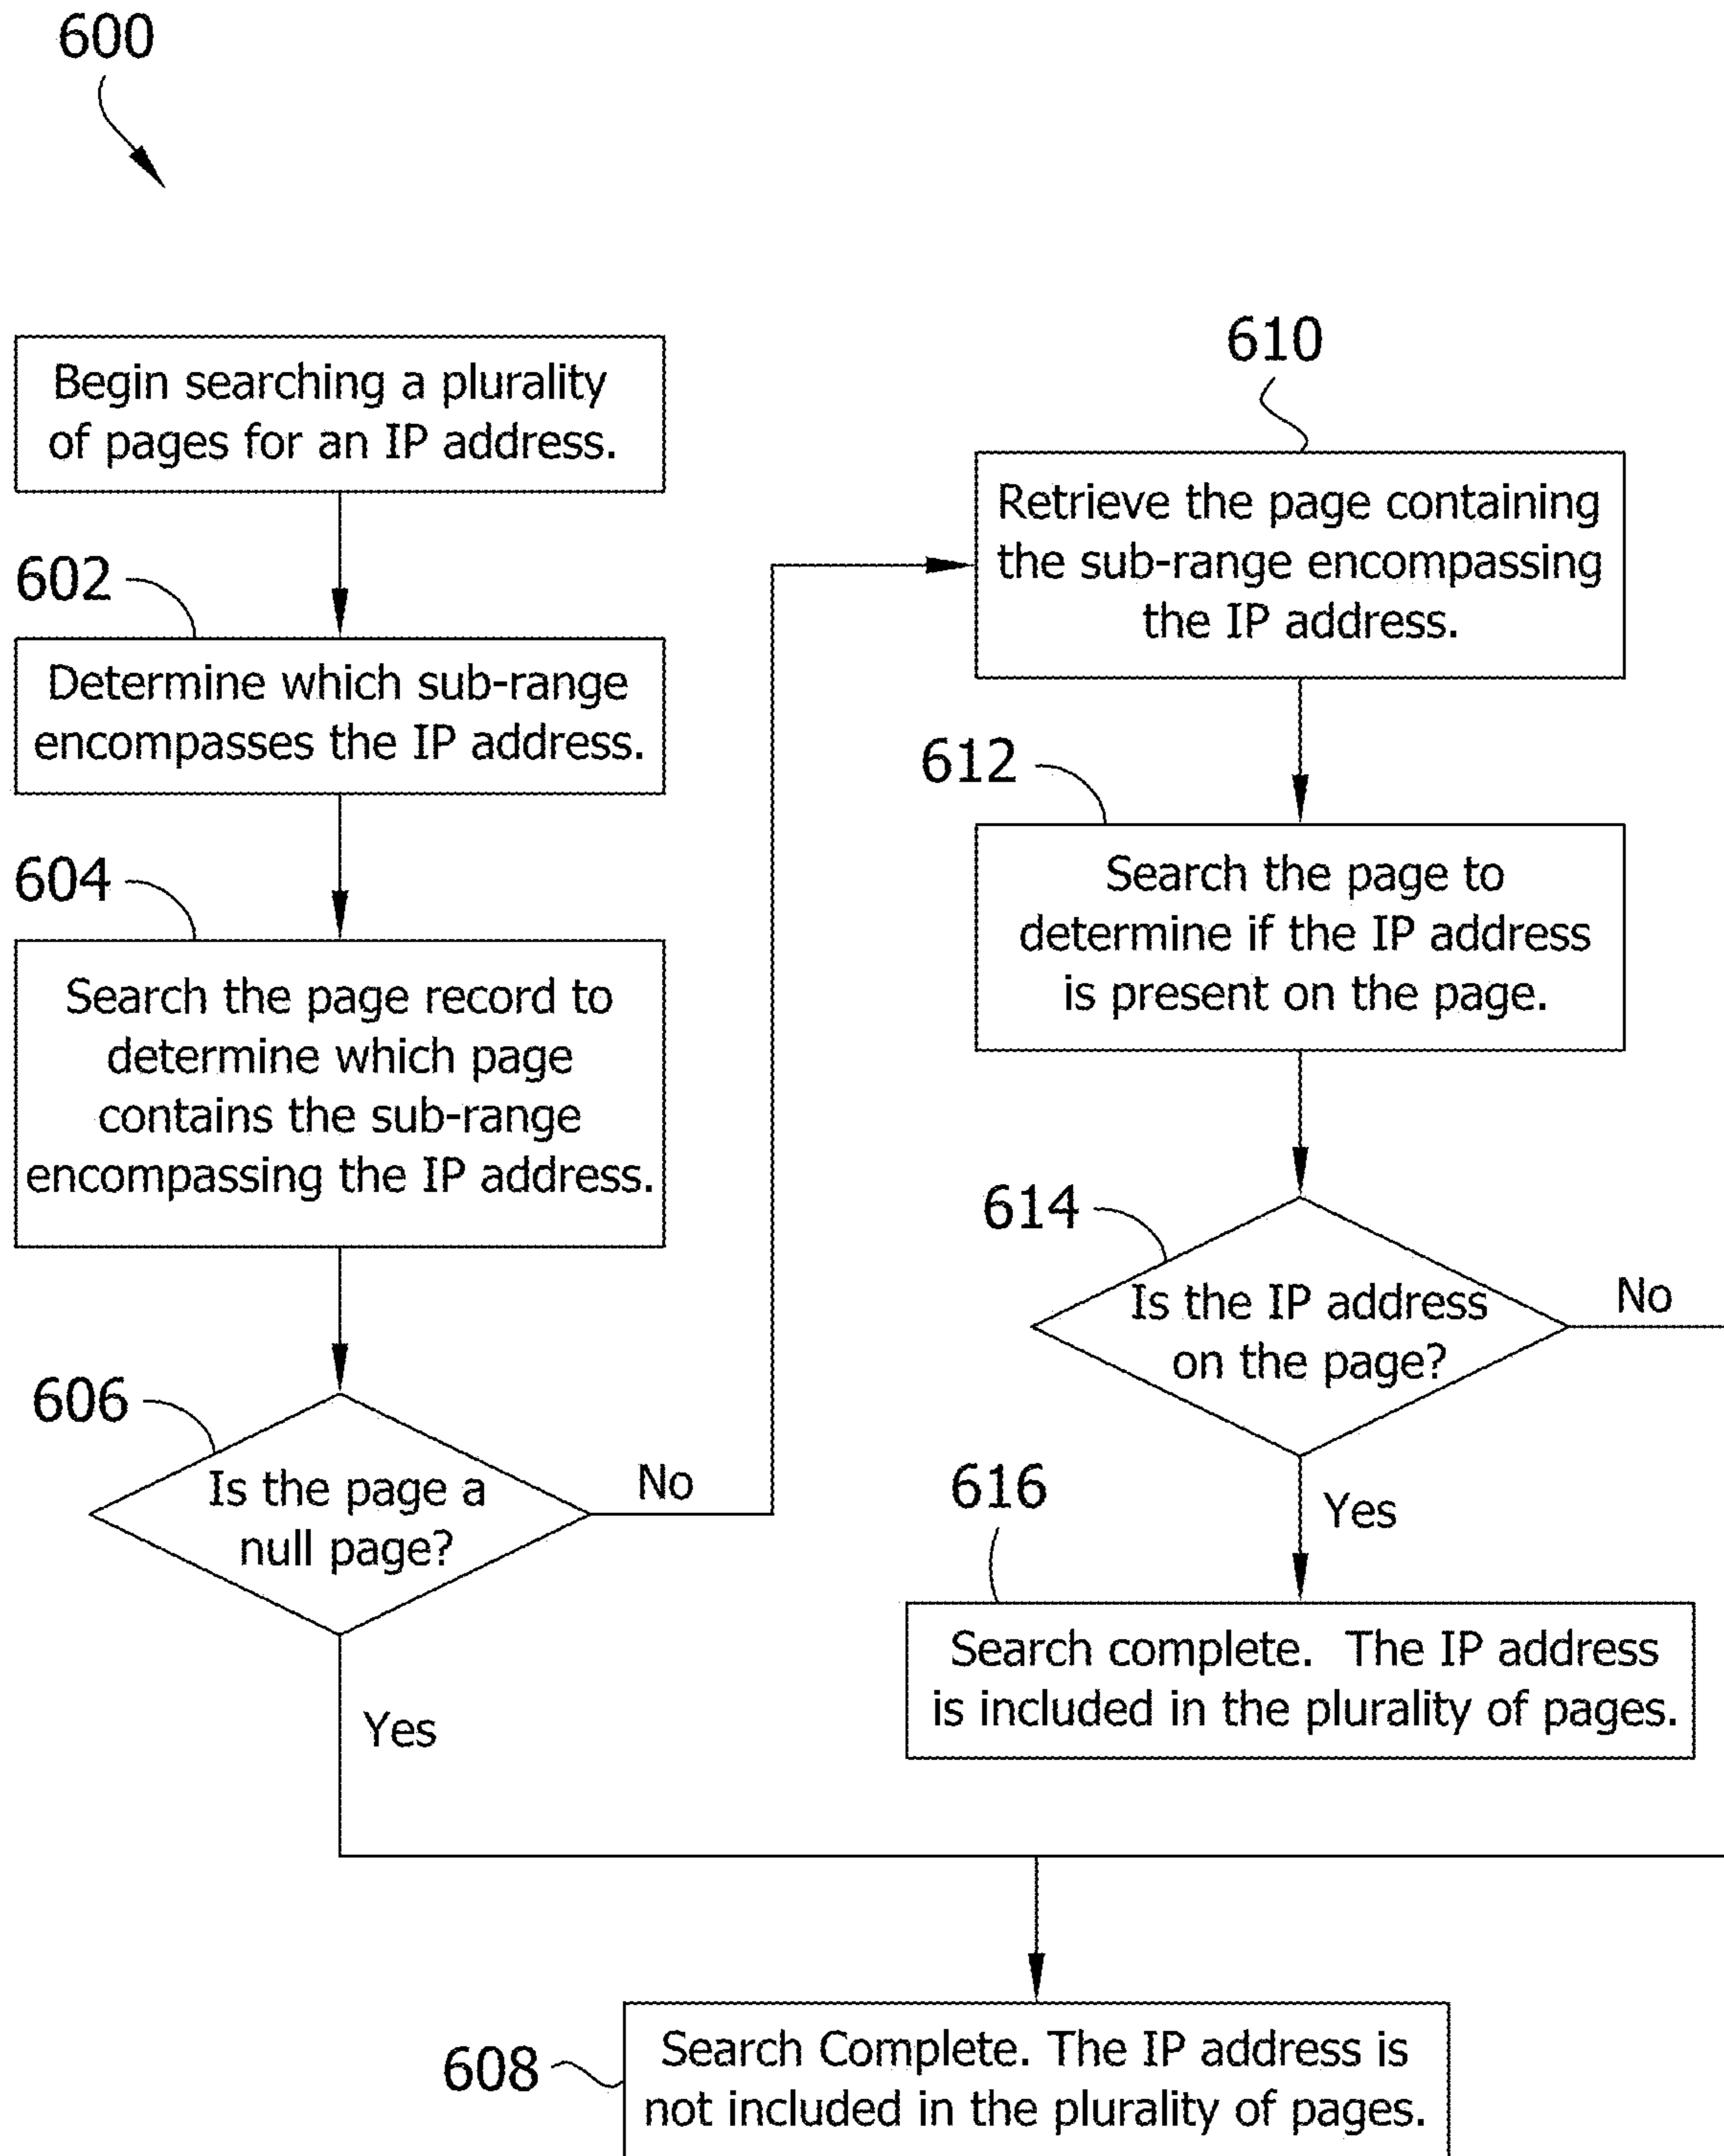 600
Begin searching a plurality
of pages for an IP address.
602
Determine which sub-range
encompasses the IP address.
604
Search the page record to
determine which page
contains the sub-range
encompassing the IP address.
606
Is the page a
null page?
No
Yes
610
Retrieve the page containing
the sub-range encompassing
the IP address.
612
Search the page to
determine if the IP address
is present on the page.
614
Is the IP address
on the page?
No
Yes
616
Search complete. The IP address
is included in the plurality of pages.
608
Search Complete. The IP address is
not included in the plurality of pages.